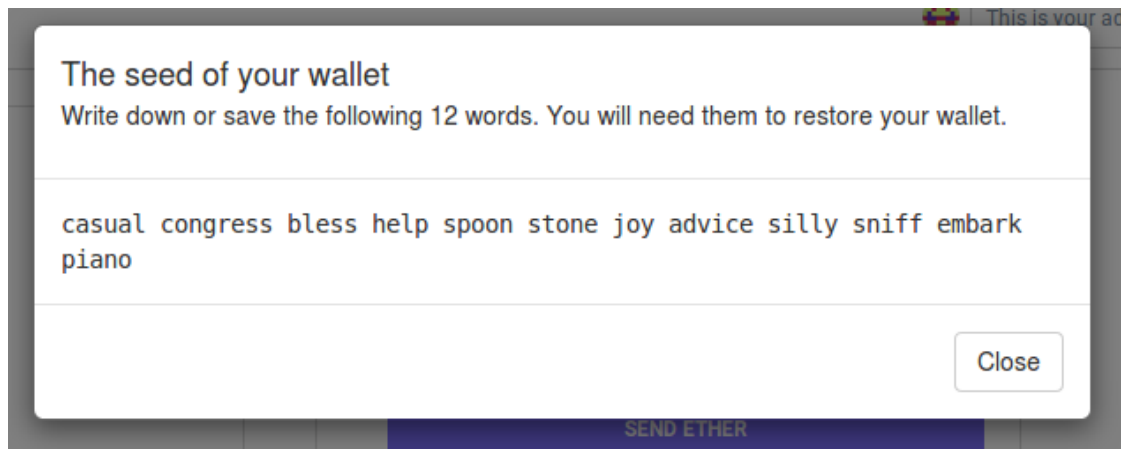 This is your ad
The seed of your wallet
Write down or save the following 12 words. You will need them to restore your wallet.
casual congress bless help spoon stone joy advice silly sniff embark
piano
Close
SEND ETHER